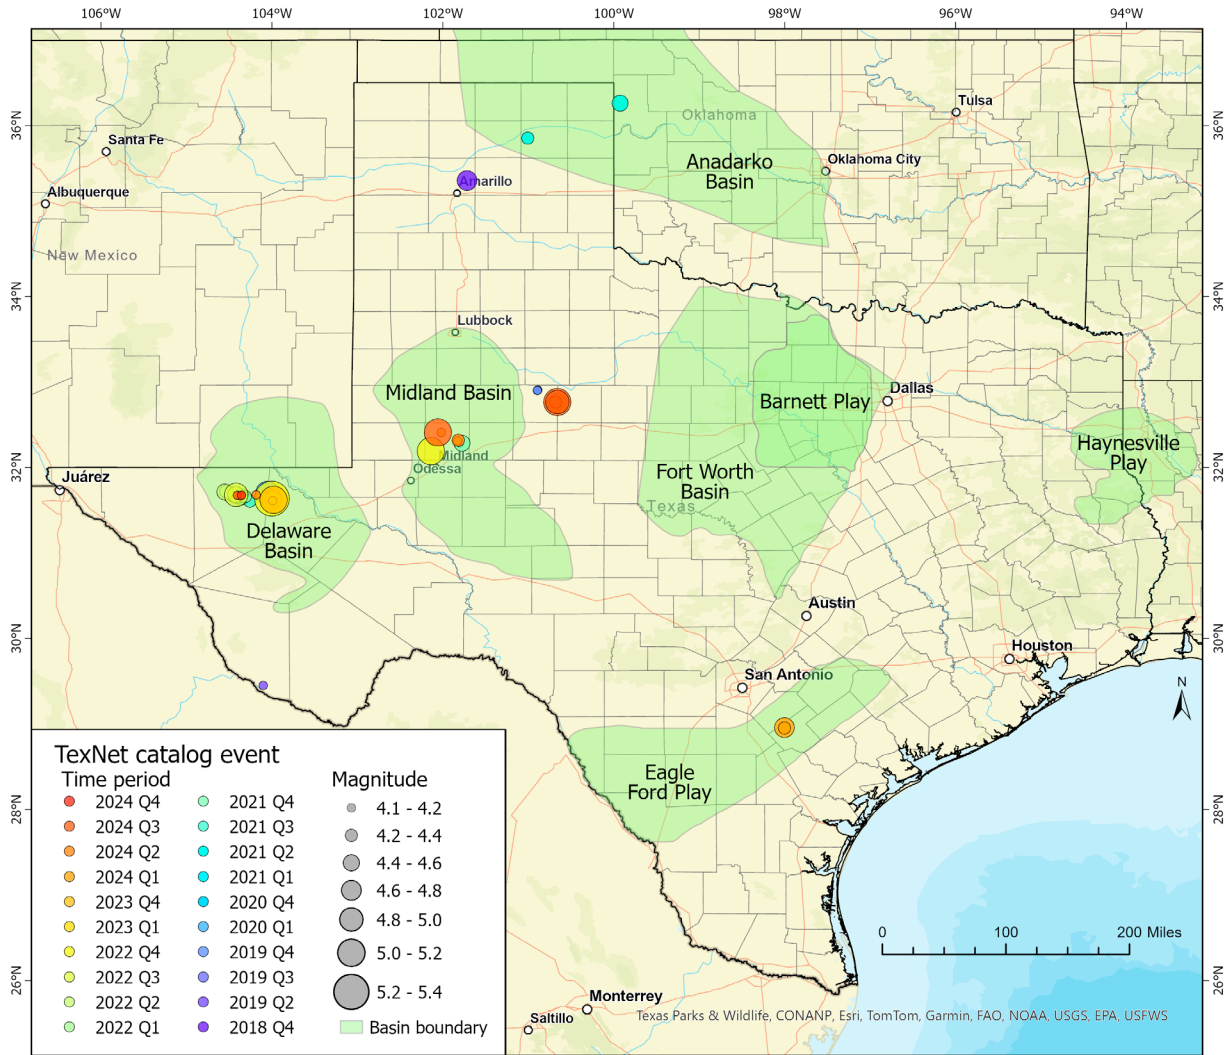 106°W 104°W 102°W 100°W 98°W 96°W 94°W
36°N
36°N
34°N
34°N
32°N
32°N
30°N
30°N
28°N
28°N
26°N
26°N
Tulsa
Oklahoma
Santa Fe
Anadarko
Basin
Oklahoma City
Amarillo
Albuquerque
New Mexico
Lubbock
Midland Basin
Dallas
Barnett Play
Haynesville
Play
Midland
Odessa
Fort Worth
Basin
Texas
Juárez
Delaware
Basin
Austin
Houston
San Antonio
N
Eagle
Ford Play
0 100 200 Miles
Monterrey
Saltillo
Texas Parks & Wildlife, CONANP, Esri, TomTom, Garmin, FAO, NOAA, USGS, EPA, USFWS
TexNet catalog event
Time period
2024 Q4
2024 Q3
2024 Q2
2024 Q1
2023 Q4
2023 Q1
2022 Q4
2022 Q3
2022 Q2
2022 Q1
2021 Q4
2021 Q3
2021 Q2
2021 Q1
2020 Q4
2020 Q1
2019 Q4
2019 Q3
2019 Q2
2018 Q4
Magnitude
4.1 - 4.2
4.2 - 4.4
4.4 - 4.6
4.6 - 4.8
4.8 - 5.0
5.0 - 5.2
5.2 - 5.4
Basin boundary